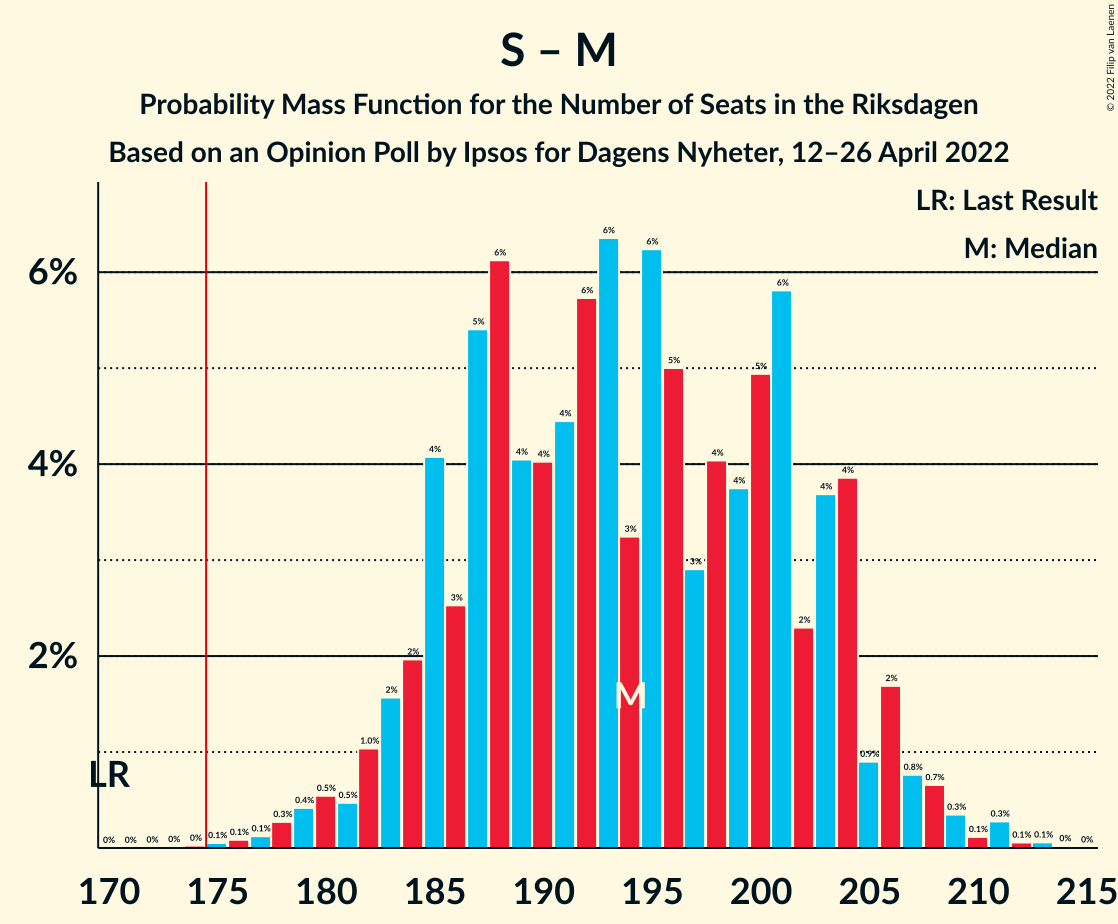 S – M
Probability Mass Function for the Number of Seats in the Riksdagen
Based on an Opinion Poll by Ipsos for Dagens Nyheter, 12–26 April 2022
© 2022 Filip van Laenen
LR: Last Result
M: Median
6%
4%
2%
0% 0% 0% 0% 0% 0.1% 0.1% 0.1% 0.3% 0.4% 0.5% 0.5% 1.0% 2% 2% 4% 3% 5% 6% 4% 4% 4% 6% 6% 3% 6% 5% 3% 4% 4% 5% 6% 2% 4% 4% 0.9% 2% 0.8% 0.7% 0.3% 0.1% 0.3% 0.1% 0.1% 0% 0%
M
LR
170 175 180 185 190 195 200 205 210 215